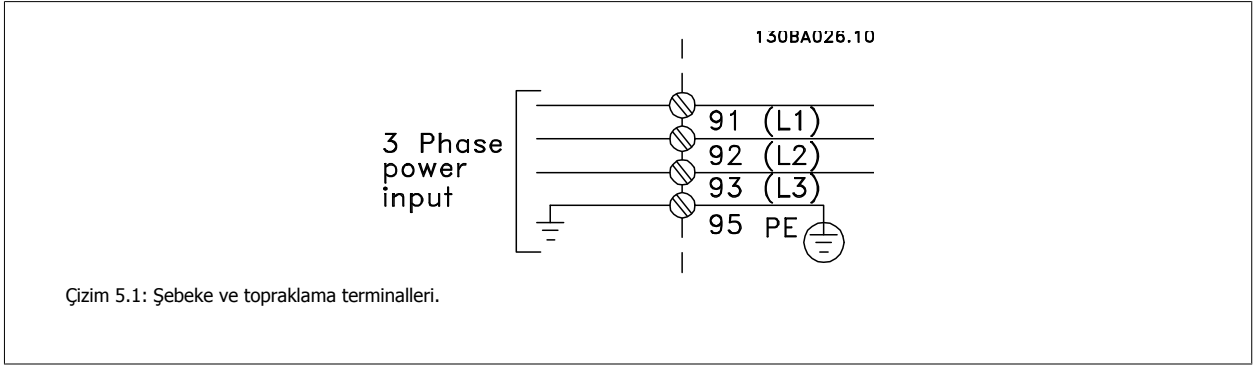 130BA026.10
3 Phase
power
input
91 (L1)
92 (L2)
93 (L3)
95 PE
Çizim 5.1: Şebeke ve topraklama terminalleri.